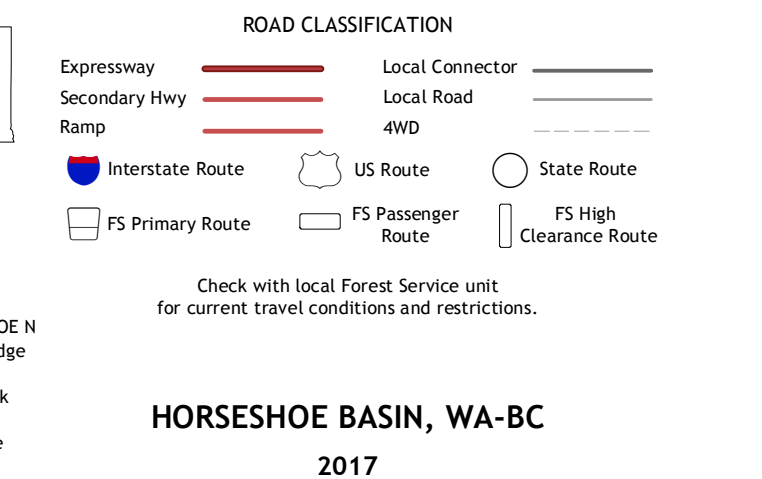 ROAD CLASSIFICATION
Expressway
Local Connector
Secondary Hwy
Local Road
Ramp
4WD
Interstate Route
US Route
State Route
FS Primary Route
FS Passenger
Route
FS High
Clearance Route
Check with local Forest Service unit
for current travel conditions and restrictions.
OE N
dge
k
e
HORSESHOE BASIN, WA-BC
2017